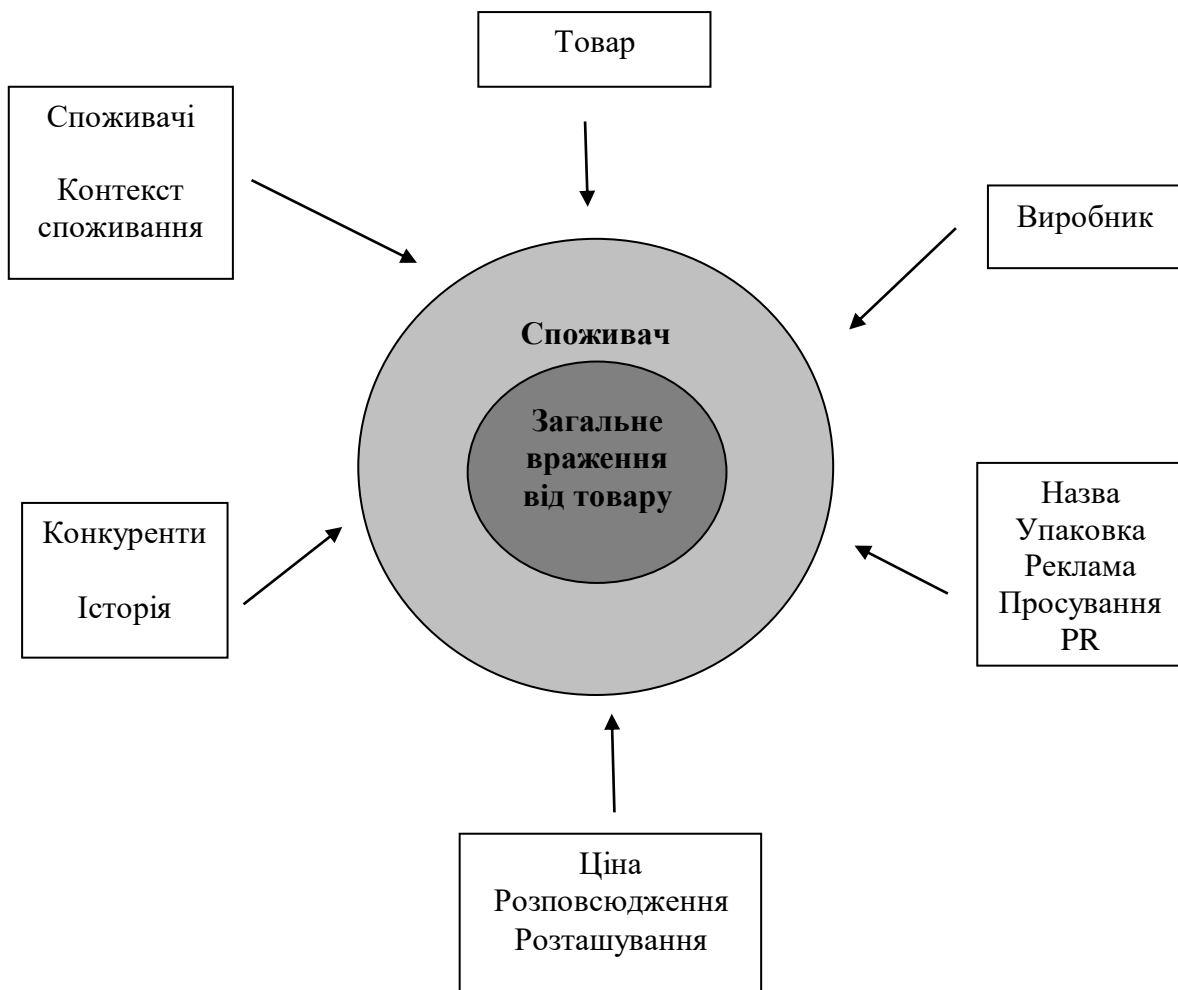 Товар
Споживачі
Контекст
споживання
Виробник
Споживач
Загальне
враження
від товару
Конкуренти
Історія
Назва
Упаковка
Реклама
Просування
PR
Ціна
Розповсюдження
Розташування